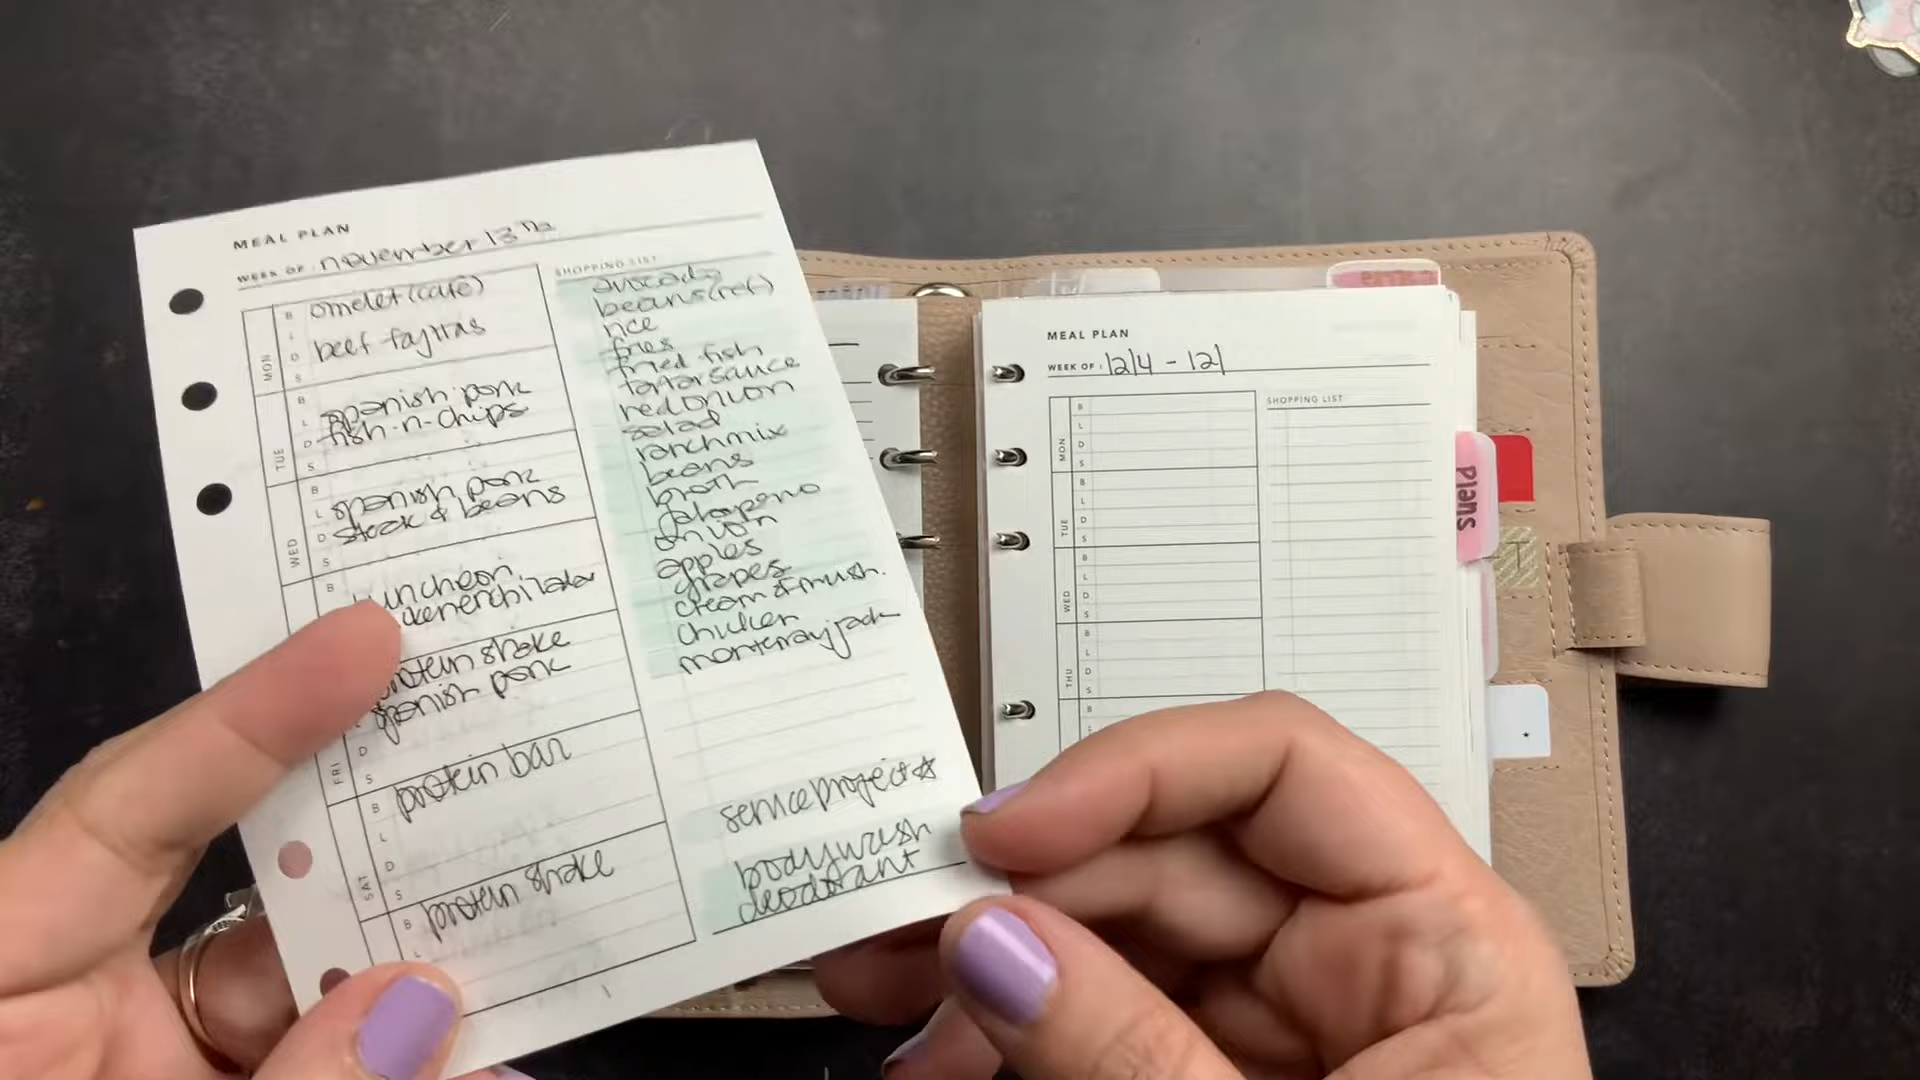 MEAL PLAN
WEEK OF: november 13th
MON
B
L
D
S
omelet (cafe)
beef fajitas
TUE
B
L
D
S
spanish pork
fish-n-chips
WED
B
L
D
S
spanish pork
steak & beans
B
luncheon
protein shake
spanish pork
FRI
D
S
protein bar
SAT
B
L
D
S
protein shake
B
L
SHOPPING LIST
avocado
beans (ref)
rice
fries
fried fish
tartar sauce
red onion
salad
ranch mix
beans
broth
jalapeno
onion
apples
grapes
cream of mush.
chicken
monteray jack
service project
body wash
deodorant
MEAL PLAN
WEEK OF: 12/4 - 12/
MON
B
L
D
S
TUE
B
L
D
S
WED
B
L
D
S
THU
B
L
D
S
B
SHOPPING LIST
plans
T